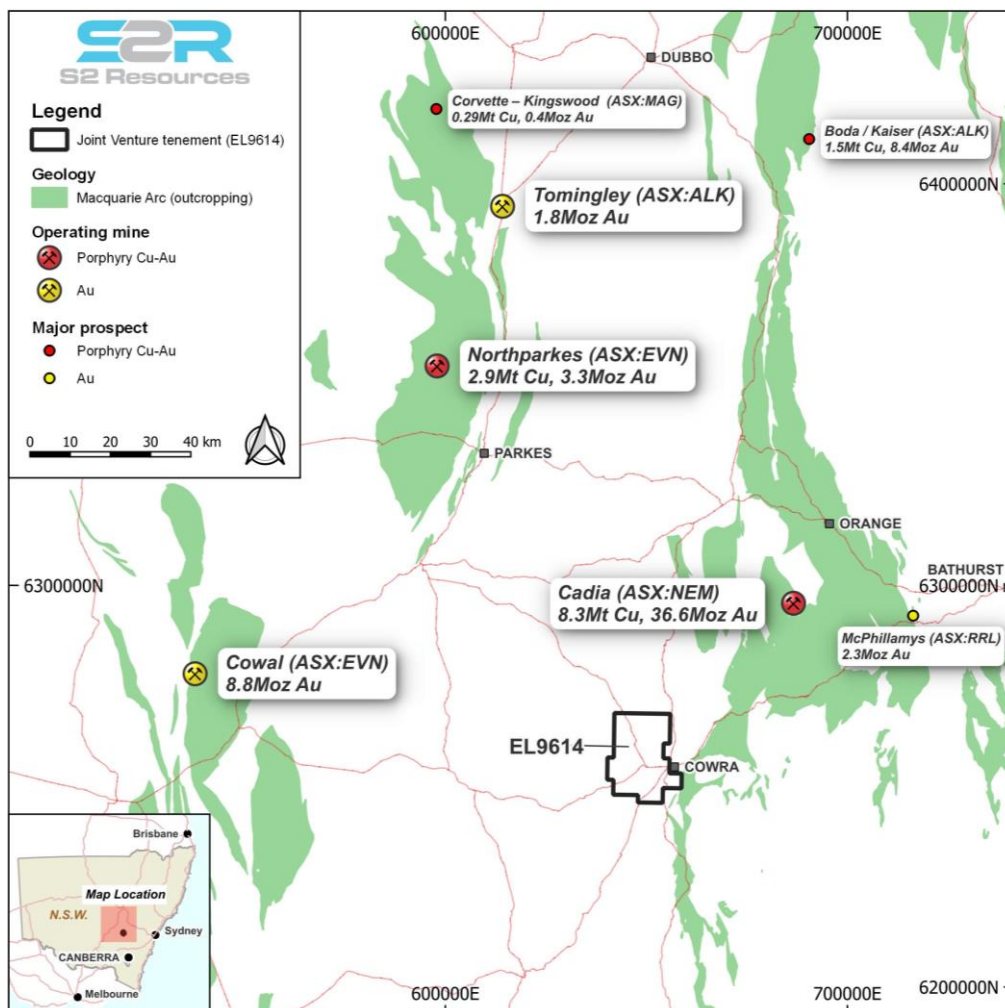 S2R
S2 Resources
Legend
Joint Venture tenement (EL9614)
Geology
Macquarie Arc (outcropping)
Operating mine
Porphyry Cu-Au
Au
Major prospect
Porphyry Cu-Au
Au
0 10 20 30 40 km
600000E
700000E
DUBBO
Corvette – Kingswood (ASX:MAG)
0.29Mt Cu, 0.4Moz Au
Boda / Kaiser (ASX:ALK)
1.5Mt Cu, 8.4Moz Au
6400000N
Tomingley (ASX:ALK)
1.8Moz Au
Northparkes (ASX:EVN)
2.9Mt Cu, 3.3Moz Au
PARKES
ORANGE
BATHURST
6300000N
6300000N
Cadia (ASX:NEM)
8.3Mt Cu, 36.6Moz Au
McPhillamys (ASX:RRL)
2.3Moz Au
Cowal (ASX:EVN)
8.8Moz Au
EL9614
COWRA
Brisbane
Map Location
N.S.W.
Sydney
CANBERRA
Melbourne
600000E
700000E
6200000N